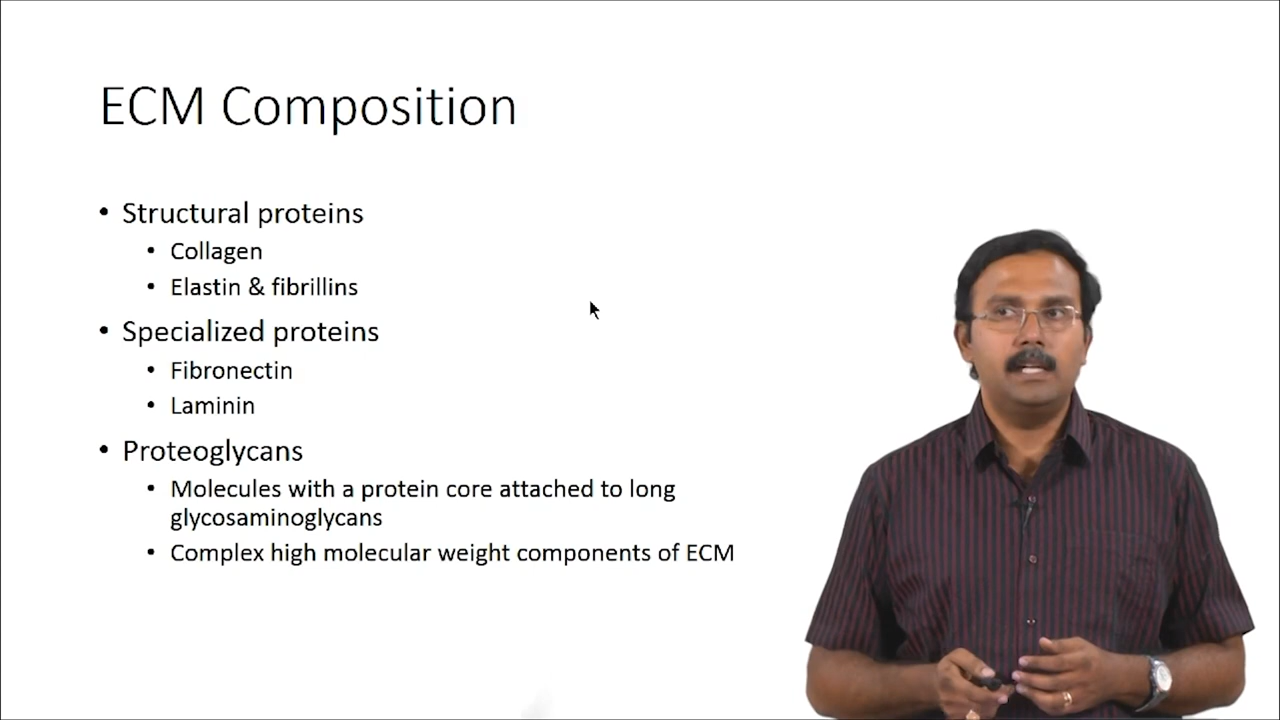 ECM Composition
• Structural proteins
• Collagen
• Elastin & fibrillins
• Specialized proteins
• Fibronectin
• Laminin
• Proteoglycans
• Molecules with a protein core attached to long
glycosaminoglycans
• Complex high molecular weight components of ECM